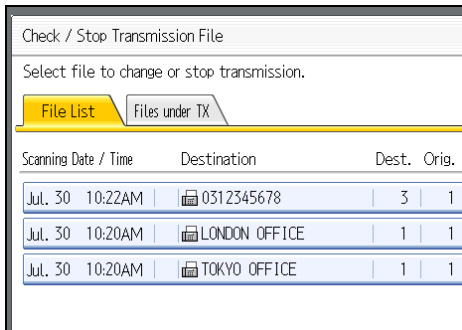 Check / Stop Transmission File
Select file to change or stop transmission.
File List Files under TX
Scanning Date / Time Destination Dest. Orig.
Jul. 30 10:22AM 0312345678 3 1
Jul. 30 10:20AM LONDON OFFICE 1 1
Jul. 30 10:20AM TOKYO OFFICE 1 1